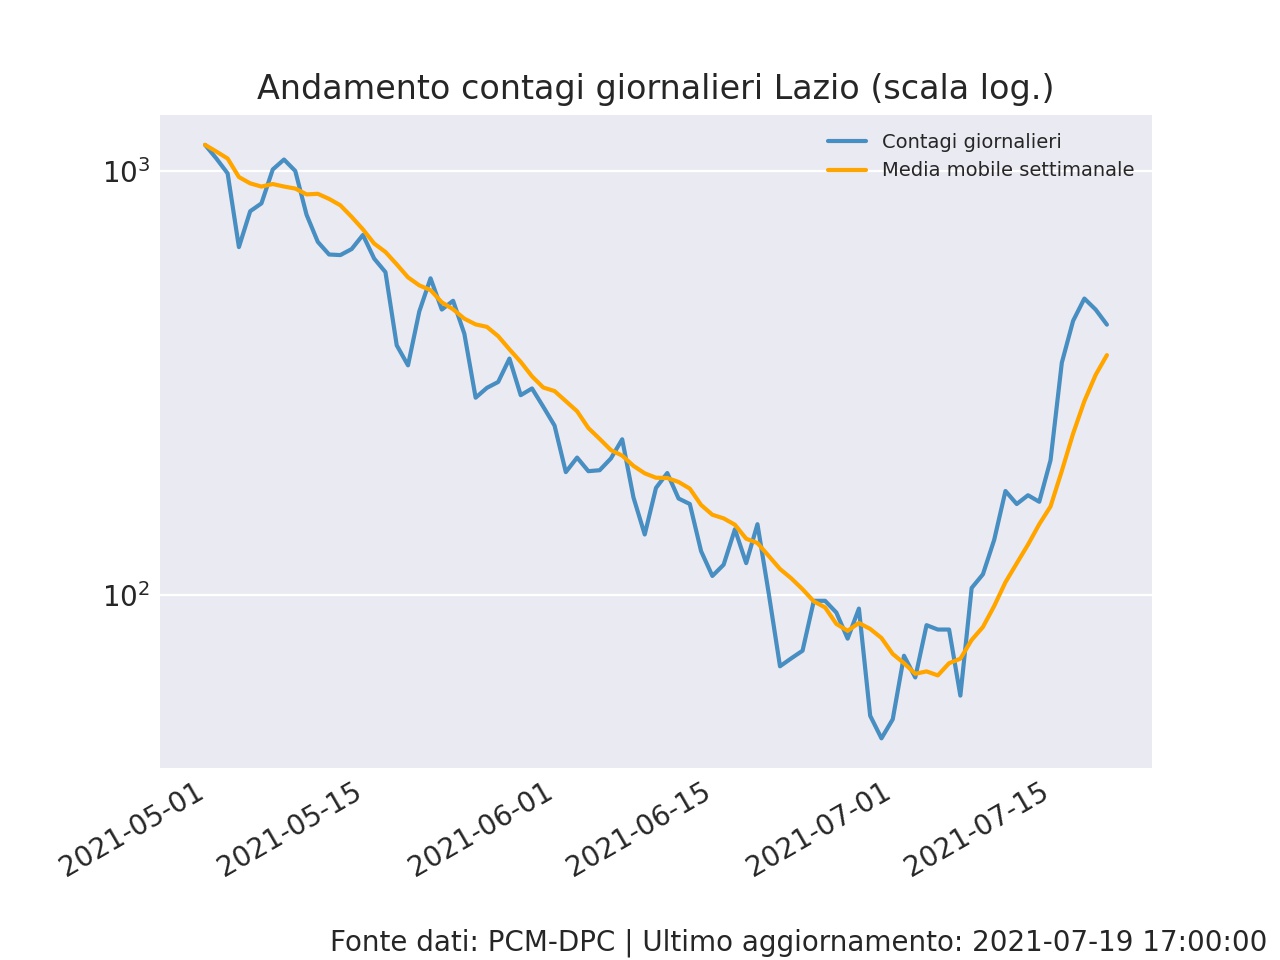 Andamento contagi giornalieri Lazio (scala log.)
Contagi giornalieri
Media mobile settimanale
10³
10²
2021-05-01
2021-05-15
2021-06-01
2021-06-15
2021-07-01
2021-07-15
Fonte dati: PCM-DPC | Ultimo aggiornamento: 2021-07-19 17:00:00